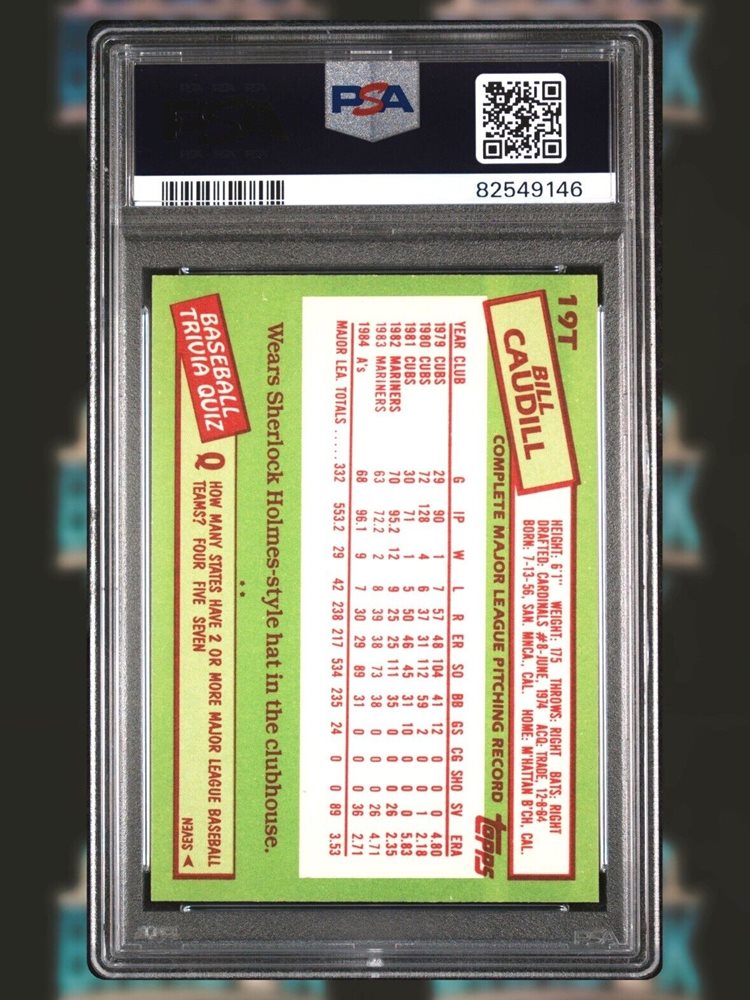 PSA
82549146
19T
BILL
CAUDILL
HEIGHT: 6'1" WEIGHT: 175 THROWS: RIGHT BATS: RIGHT
DRAFTED: CARDINALS #8-JUNE, 1974 ACQ: TRADE, 12-8-84
BORN: 7-13-56, SAN. MNCA., CAL. HOME: M'HATTAN B'CH, CAL.
COMPLETE MAJOR LEAGUE PITCHING RECORD
topps
YEAR CLUB G IP W L R ER SO BB GS CG SHO SV ERA
1979 CUBS 29 90 1 7 57 48 104 41 12 0 0 0 4.80
1980 CUBS 72 128 4 6 37 31 112 59 2 0 0 1 2.18
1981 CUBS 30 71 1 5 50 46 45 31 10 0 0 0 5.83
1982 MARINERS 70 95.2 12 9 25 25 111 35 0 0 0 26 2.35
1983 MARINERS 63 72.2 2 8 39 38 73 38 0 0 0 26 4.71
1984 A's 68 96.1 9 7 30 29 89 31 0 0 0 36 2.71
MAJOR LEA. TOTALS ......332 553.2 29 42 238 217 534 235 24 0 0 89 3.53
Wears Sherlock Holmes-style hat in the clubhouse.
BASEBALL
TRIVIA QUIZ
Q HOW MANY STATES HAVE 2 OR MORE MAJOR LEAGUE BASEBALL
TEAMS? FOUR FIVE SEVEN
SEVEN
PSA